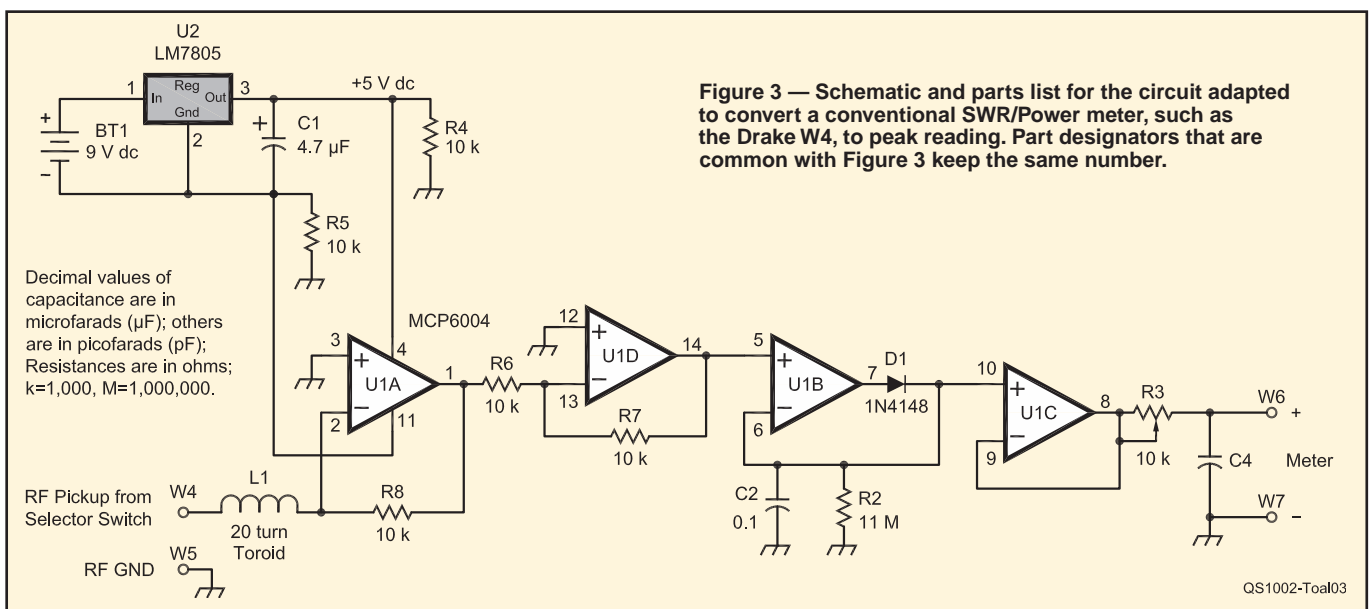 U2
LM7805
1
Reg
In
Out
Gnd
3
2
+5 V dc
+
BT1
9 V dc
−
+
C1
4.7 µF
R4
10 k
R5
10 k
Figure 3 — Schematic and parts list for the circuit adapted
to convert a conventional SWR/Power meter, such as
the Drake W4, to peak reading. Part designators that are
common with Figure 3 keep the same number.
Decimal values of
capacitance are in
microfarads (µF); others
are in picofarads (pF);
Resistances are in ohms;
k=1,000, M=1,000,000.
MCP6004
3
+
4
U1A
1
2
−
11
R6
10 k
12
+
U1D
14
13
−
R7
10 k
5
+
U1B
7
6
−
D1
1N4148
10
+
U1C
8
9
−
R3
10 k
W6
+
C4
Meter
W7
−
C2
0.1
R2
11 M
RF Pickup from
Selector Switch
W4
L1
20 turn
Toroid
R8
10 k
RF GND
W5
QS1002-Toal03